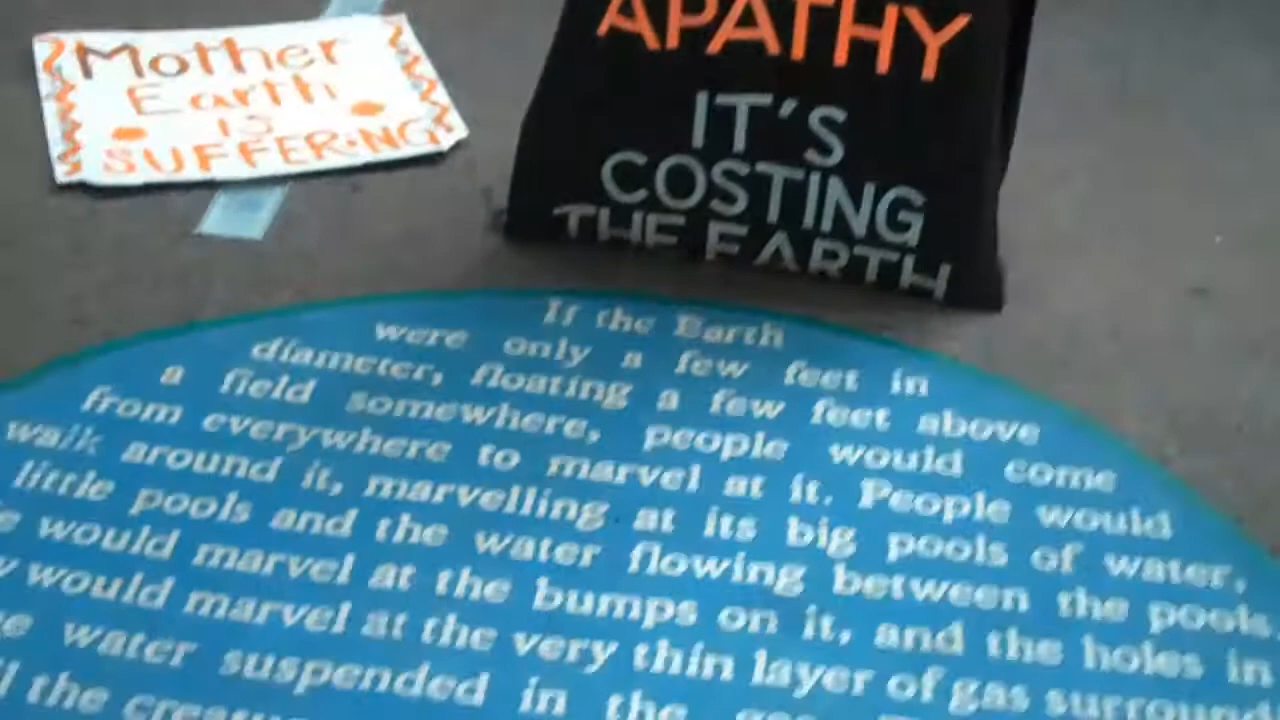 Mother
Earth
IS
SUFFERING
APATHY
IT'S
COSTING
THE EARTH
If the Earth
were only a few feet in
diameter, floating a few feet above
a field somewhere, people would come
from everywhere to marvel at it. People would
walk around it, marvelling at its big pools of water,
little pools and the water flowing between the pools.
would marvel at the bumps on it, and the holes in
would marvel at the very thin layer of gas
water suspended in the
the